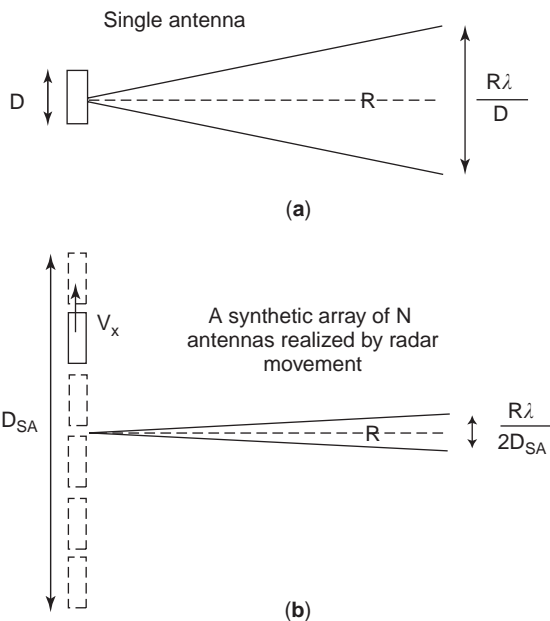 Single antenna
D
R
Rλ
D
(a)
V_x
A synthetic array of N
antennas realized by radar
movement
D_SA
R
Rλ
2D_SA
(b)